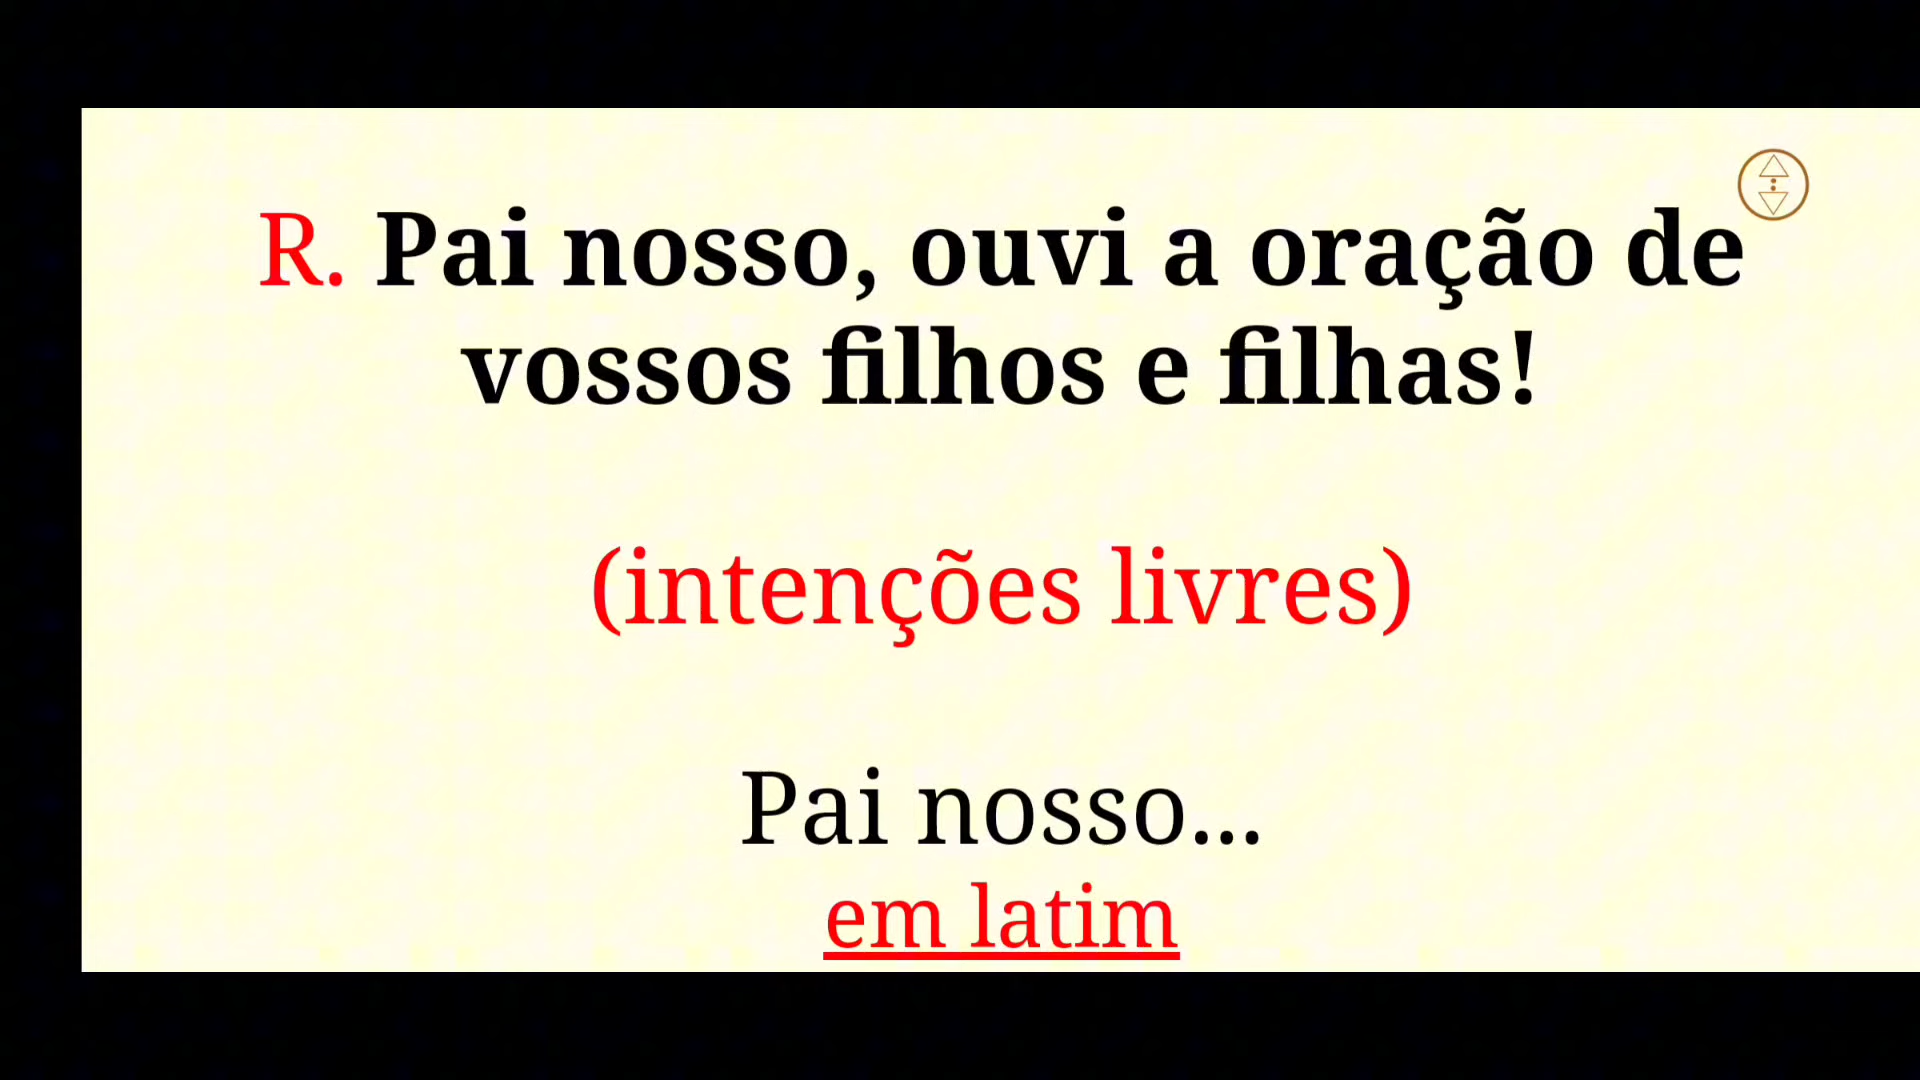 R. Pai nosso, ouvi a oração de
vossos filhos e filhas!
(intenções livres)
Pai nosso...
em latim